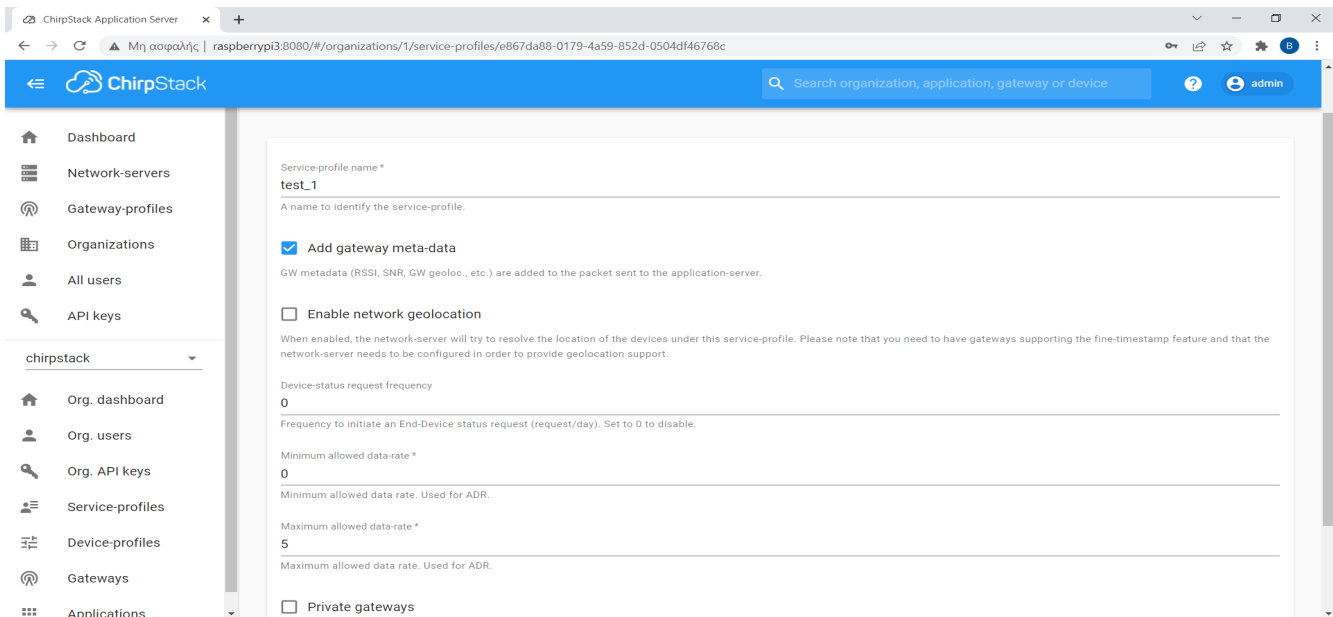 ChirpStack Application Server
Μη ασφαλής | raspberrypi3:8080/#/organizations/1/service-profiles/e867da88-0179-4a59-852d-0504df46768c
B
ChirpStack
Search organization, application, gateway or device
?
admin
Dashboard
Network-servers
Gateway-profiles
Organizations
All users
API keys
chirpstack
Org. dashboard
Org. users
Org. API keys
Service-profiles
Device-profiles
Gateways
Applications
Service-profile name *
test_1
A name to identify the service-profile.
Add gateway meta-data
GW metadata (RSSI, SNR, GW geoloc., etc.) are added to the packet sent to the application-server.
Enable network geolocation
When enabled, the network-server will try to resolve the location of the devices under this service-profile. Please note that you need to have gateways supporting the fine-timestamp feature and that the
network-server needs to be configured in order to provide geolocation support.
Device-status request frequency
0
Frequency to initiate an End-Device status request (request/day). Set to 0 to disable.
Minimum allowed data-rate *
0
Minimum allowed data rate. Used for ADR.
Maximum allowed data-rate *
5
Maximum allowed data rate. Used for ADR.
Private gateways